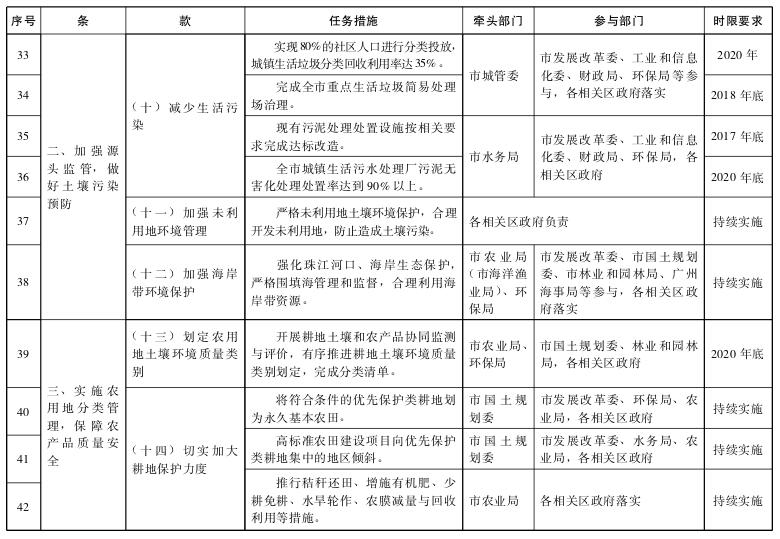 序号 条 款 任务措施 牵头部门 参与部门 时限要求
二、加强源
头监管，做
好土壤污染
预防
（十）减少生活污
染
33
实现80%的社区人口进行分类投放，
城镇生活垃圾分类回收利用率达35%。
市城管委
市发展改革委、工业和信息
化委、财政局、环保局等参
与，各相关区政府落实
2020 年
34
完成全市重点生活垃圾简易处理
场治理。
2018 年底
35
现有污泥处理处置设施按相关要
求完成达标改造。
市水务局
市发展改革委、工业和信息
化委、财政局、环保局，各
相关区政府
2017 年底
36
全市城镇生活污水处理厂污泥无
害化处理处置率达到 90% 以上。
2020 年底
37
（十一）加强未利
用地环境管理
严格未利用地土壤环境保护，合理
开发未利用地，防止造成土壤污染。
各相关区政府负责
持续实施
38
（十二）加强海岸
带环境保护
强化珠江河口、海岸生态保护，
严格围填海管理和监督，合理利用海
岸带资源。
市农业局
（市海洋渔
业局）、环
保局
市发展改革委、市国土规划
委、市林业和园林局、广州
海事局等参与，各相关区政
府落实
持续实施
三、实施农
用地分类管
理，保障农
产品质量安
全
39
（十三）划定农用
地土壤环境质量类
别
开展耕地土壤和农产品协同监测
与评价，有序推进耕地土壤环境质量
类别划定，完成分类清单。
市农业局、
环保局
市国土规划委、林业和园林
局，各相关区政府
2020 年底
（十四）切实加大
耕地保护力度
40
将符合条件的优先保护类耕地划
为永久基本农田。
市国土规
划委
市发展改革委、环保局、农
业局，各相关区政府
持续实施
41
高标准农田建设项目向优先保护
类耕地集中的地区倾斜。
市国土规
划委
市发展改革委、水务局、农
业局，各相关区政府
持续实施
42
推行秸秆还田、增施有机肥、少
耕免耕、水旱轮作、农膜减量与回收
利用等措施。
市农业局
各相关区政府落实
持续实施